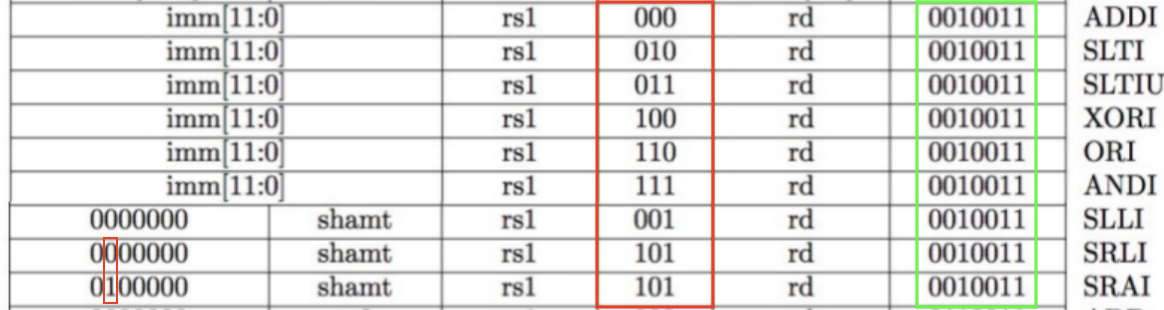 imm[11:0] rs1 000 rd 0010011 ADDI
imm[11:0] rs1 010 rd 0010011 SLTI
imm[11:0] rs1 011 rd 0010011 SLTIU
imm[11:0] rs1 100 rd 0010011 XORI
imm[11:0] rs1 110 rd 0010011 ORI
imm[11:0] rs1 111 rd 0010011 ANDI
0000000 shamt rs1 001 rd 0010011 SLLI
0000000 shamt rs1 101 rd 0010011 SRLI
0100000 shamt rs1 101 rd 0010011 SRAI